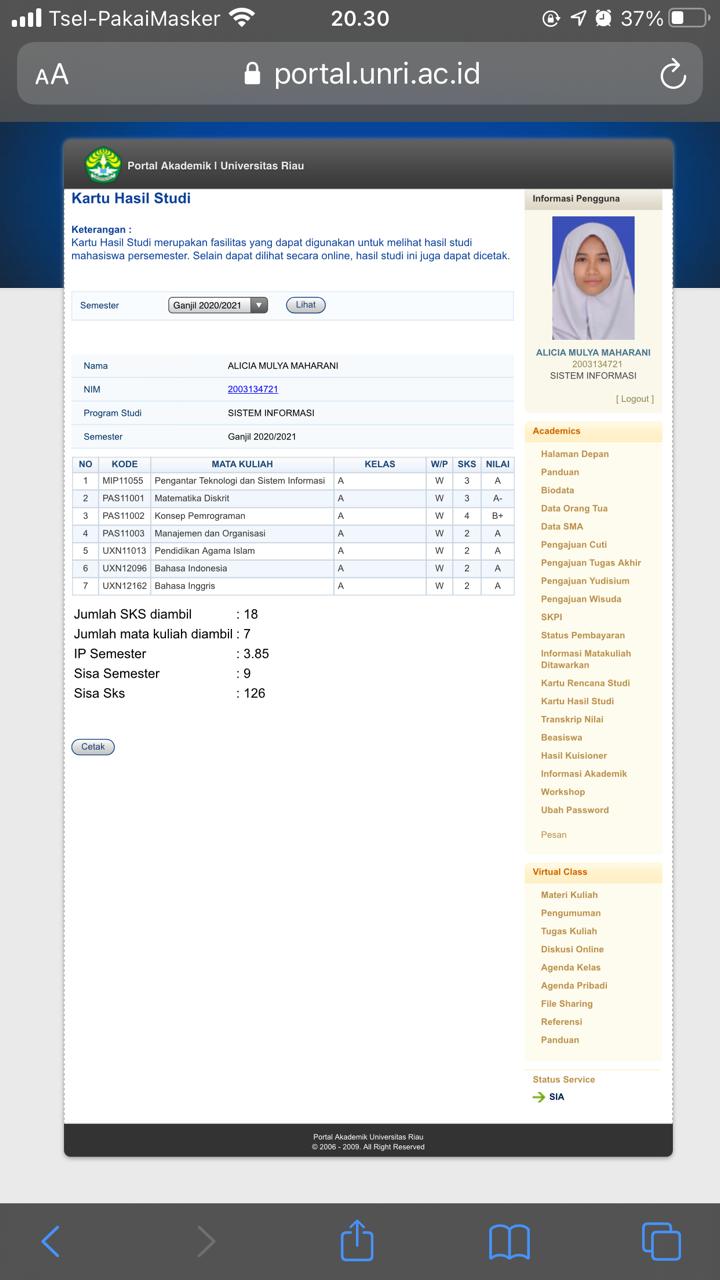 Tsel-PakaiMasker 20.30 37%
AA portal.unri.ac.id
Portal Akademik | Universitas Riau
Kartu Hasil Studi
Keterangan :
Kartu Hasil Studi merupakan fasilitas yang dapat digunakan untuk melihat hasil studi
mahasiswa persemester. Selain dapat dilihat secara online, hasil studi ini juga dapat dicetak.
Semester Ganjil 2020/2021 Lihat
Nama ALICIA MULYA MAHARANI
NIM 2003134721
Program Studi SISTEM INFORMASI
Semester Ganjil 2020/2021
NO KODE MATA KULIAH KELAS W/P SKS NILAI
1 MIP11055 Pengantar Teknologi dan Sistem Informasi A W 3 A
2 PAS11001 Matematika Diskrit A W 3 A-
3 PAS11002 Konsep Pemrograman A W 4 B+
4 PAS11003 Manajemen dan Organisasi A W 2 A
5 UXN11013 Pendidikan Agama Islam A W 2 A
6 UXN12096 Bahasa Indonesia A W 2 A
7 UXN12162 Bahasa Inggris A W 2 A
Jumlah SKS diambil : 18
Jumlah mata kuliah diambil : 7
IP Semester : 3.85
Sisa Semester : 9
Sisa Sks : 126
Cetak
Informasi Pengguna
ALICIA MULYA MAHARANI
2003134721
SISTEM INFORMASI
[ Logout ]
Academics
Halaman Depan
Panduan
Biodata
Data Orang Tua
Data SMA
Pengajuan Cuti
Pengajuan Tugas Akhir
Pengajuan Yudisium
Pengajuan Wisuda
SKPI
Status Pembayaran
Informasi Matakuliah
Ditawarkan
Kartu Rencana Studi
Kartu Hasil Studi
Transkrip Nilai
Beasiswa
Hasil Kuisioner
Informasi Akademik
Workshop
Ubah Password
Pesan
Virtual Class
Materi Kuliah
Pengumuman
Tugas Kuliah
Diskusi Online
Agenda Kelas
Agenda Pribadi
File Sharing
Referensi
Panduan
Status Service
SIA
Portal Akademik Universitas Riau
© 2006 - 2009. All Right Reserved